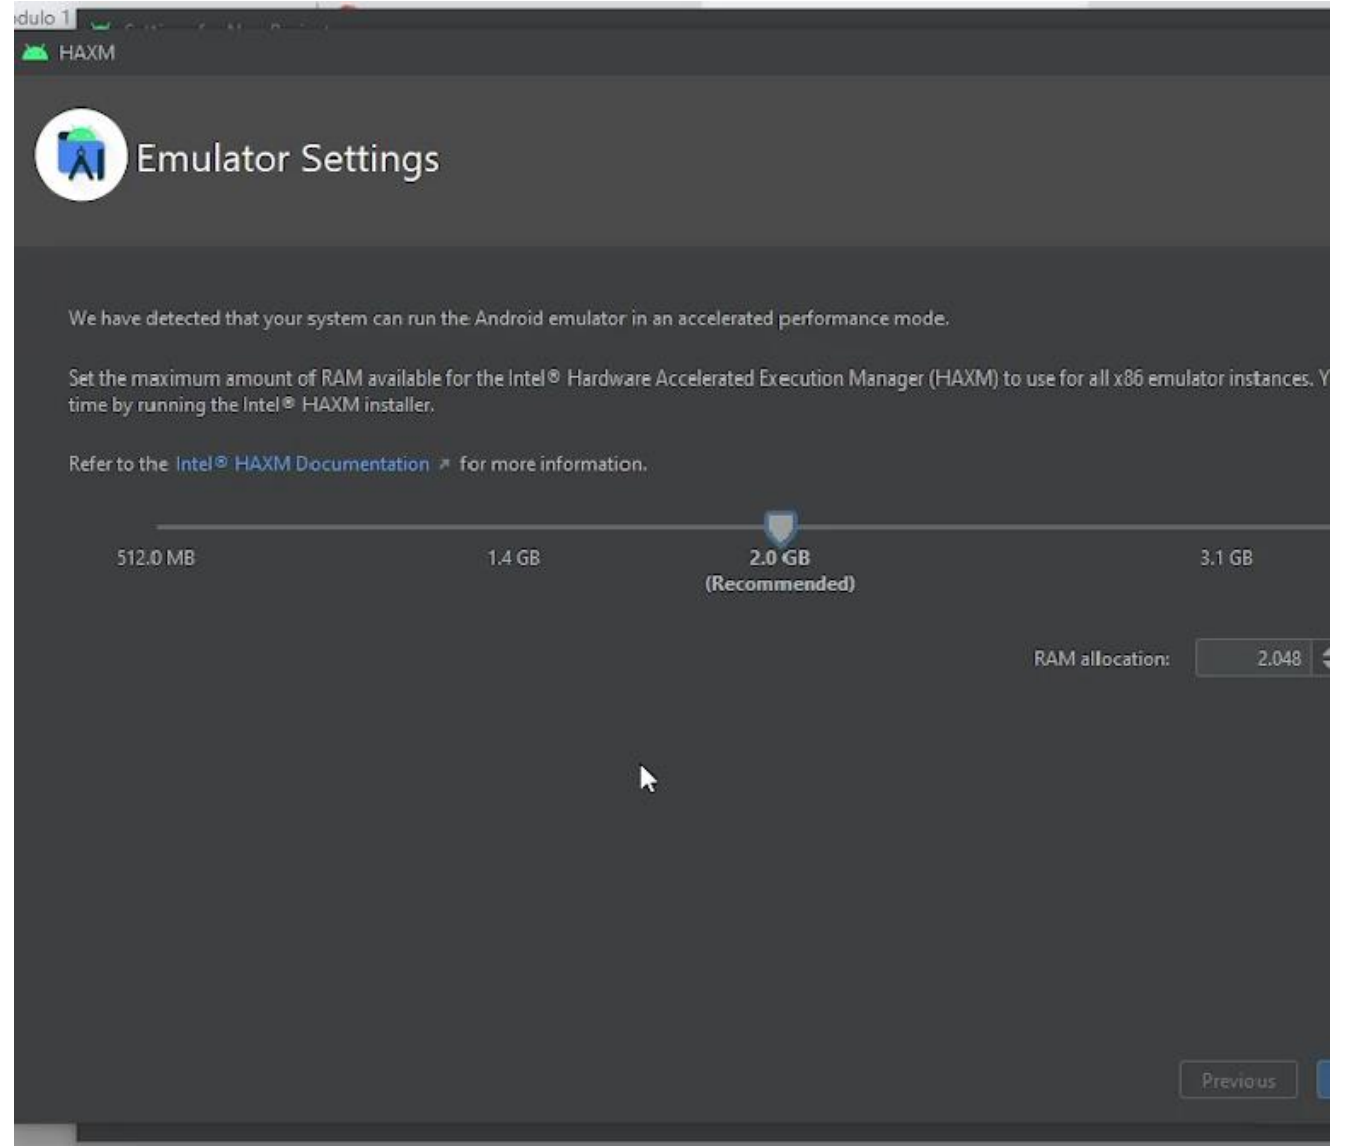 dulo 1
HAXM
Emulator Settings
We have detected that your system can run the Android emulator in an accelerated performance mode.
Set the maximum amount of RAM available for the Intel® Hardware Accelerated Execution Manager (HAXM) to use for all x86 emulator instances. Y
time by running the Intel® HAXM installer.
Refer to the Intel® HAXM Documentation ↗ for more information.
512.0 MB 1.4 GB 2.0 GB 3.1 GB
(Recommended)
RAM allocation: 2.048
Previous